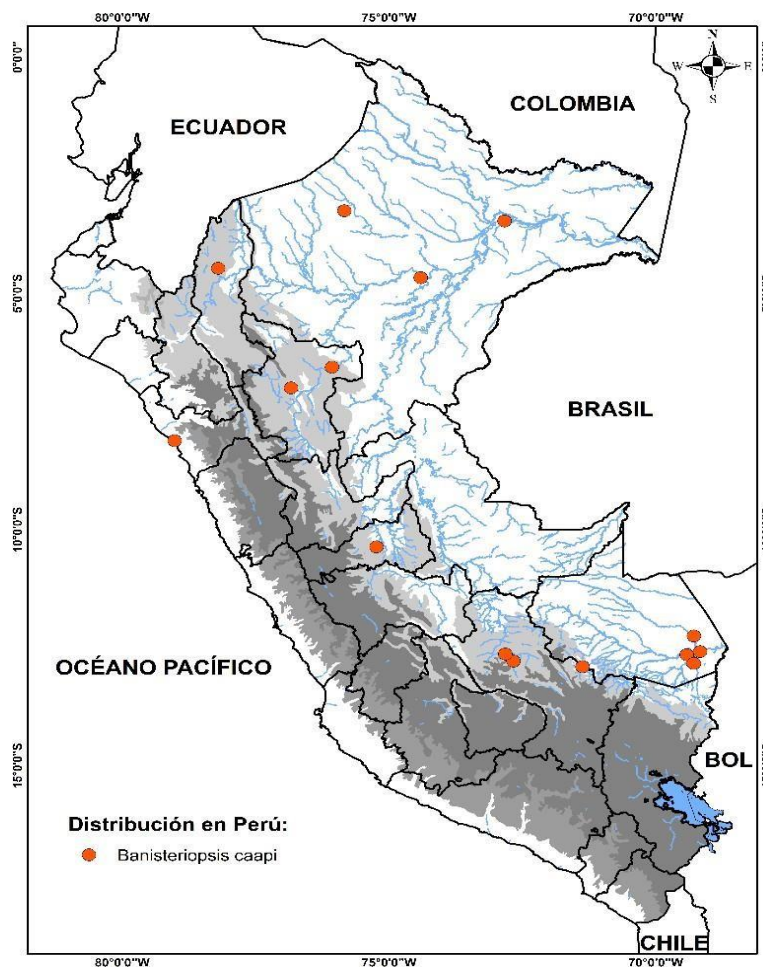 80°0'0"W 75°0'0"W 70°0'0"W
0°0'0"
N
W E
S
COLOMBIA
ECUADOR
5°0'0"S
BRASIL
10°0'0"S
OCÉANO PACÍFICO
BOL
15°0'0"S
Distribución en Perú:
Banisteriopsis caapi
CHILE
80°0'0"W 75°0'0"W 70°0'0"W